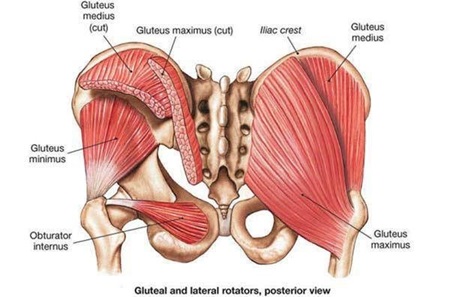 Gluteus
medius
(cut)
Gluteus maximus (cut)
Iliac crest
Gluteus
medius
Gluteus
minimus
Obturator
internus
Gluteus
maximus
Gluteal and lateral rotators, posterior view